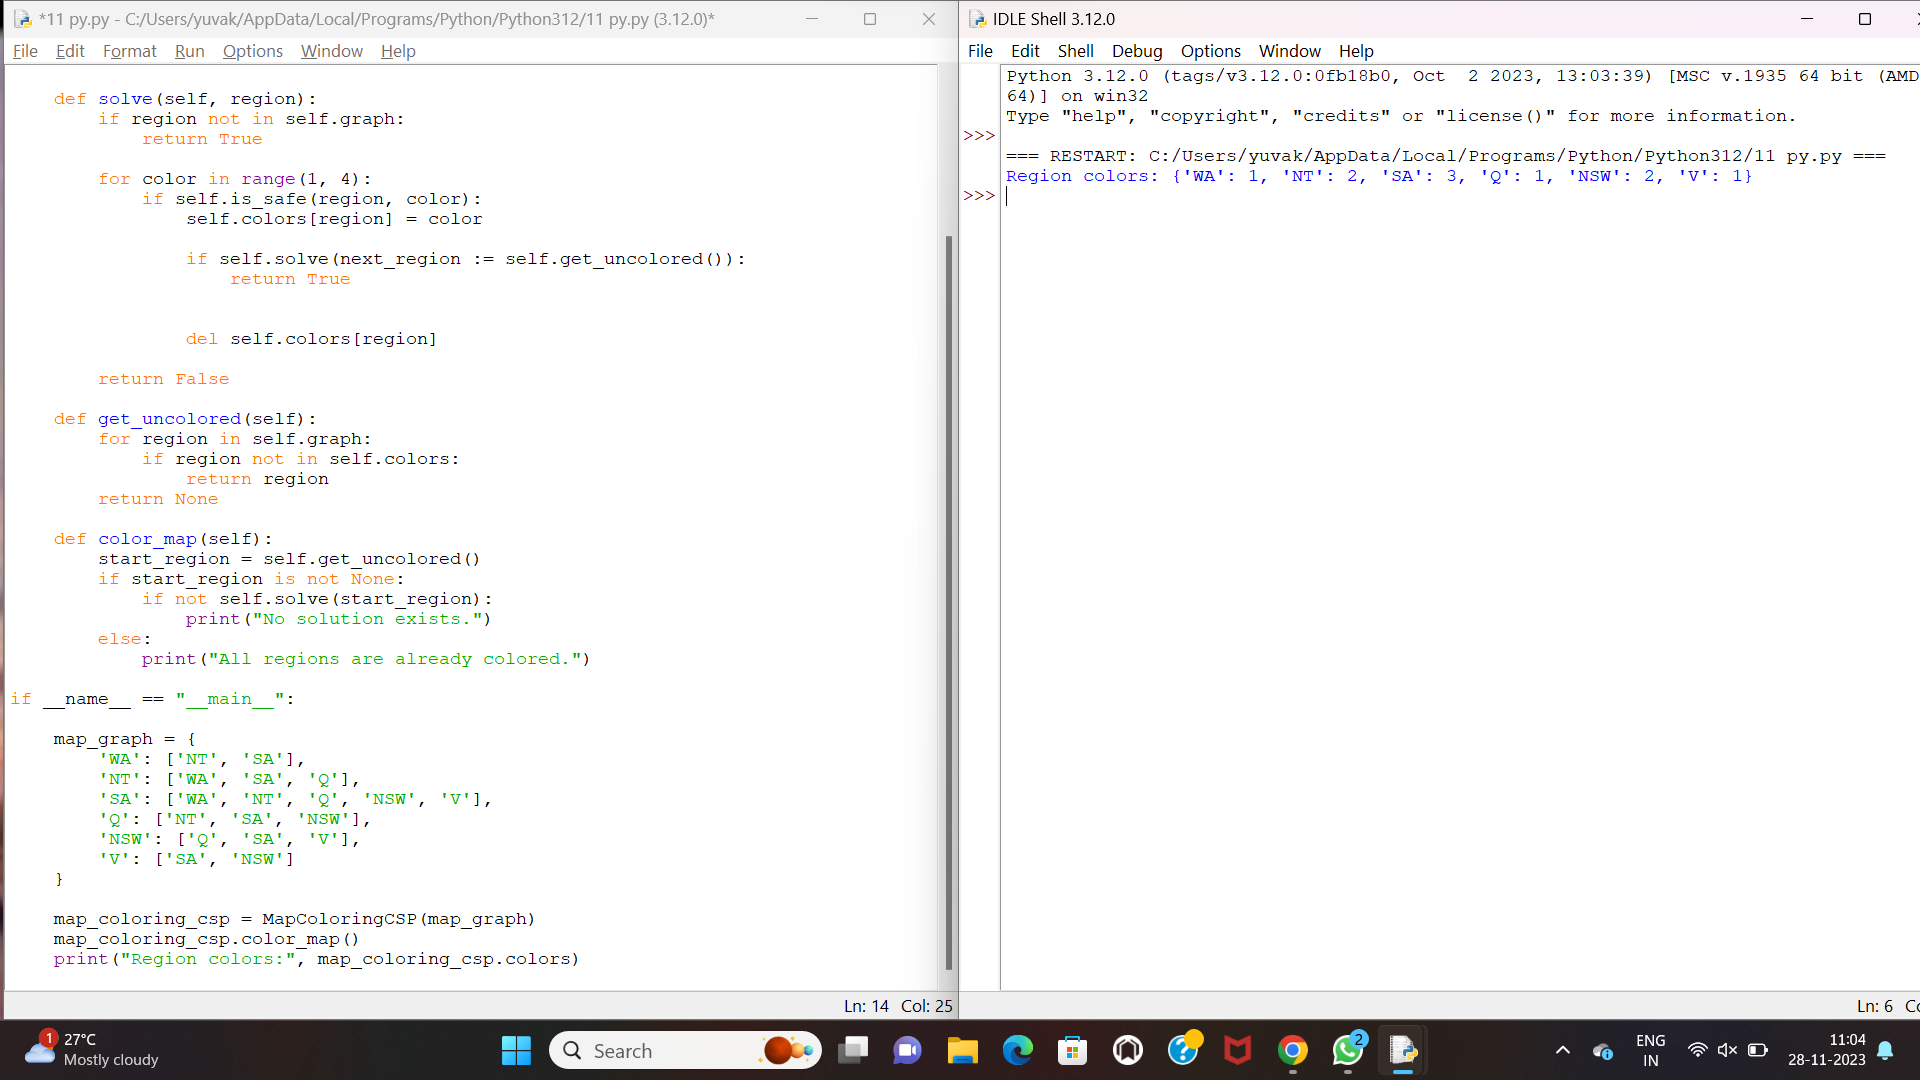 *11 py.py - C:/Users/yuvak/AppData/Local/Programs/Python/Python312/11 py.py (3.12.0)*
File Edit Format Run Options Window Help
    def solve(self, region):
        if region not in self.graph:
            return True

        for color in range(1, 4):
            if self.is_safe(region, color):
                self.colors[region] = color

                if self.solve(next_region := self.get_uncolored()):
                    return True


                del self.colors[region]

        return False

    def get_uncolored(self):
        for region in self.graph:
            if region not in self.colors:
                return region
        return None

    def color_map(self):
        start_region = self.get_uncolored()
        if start_region is not None:
            if not self.solve(start_region):
                print("No solution exists.")
        else:
            print("All regions are already colored.")

if __name__ == "__main__":

    map_graph = {
        'WA': ['NT', 'SA'],
        'NT': ['WA', 'SA', 'Q'],
        'SA': ['WA', 'NT', 'Q', 'NSW', 'V'],
        'Q': ['NT', 'SA', 'NSW'],
        'NSW': ['Q', 'SA', 'V'],
        'V': ['SA', 'NSW']
    }

    map_coloring_csp = MapColoringCSP(map_graph)
    map_coloring_csp.color_map()
    print("Region colors:", map_coloring_csp.colors)
Ln: 14 Col: 25
IDLE Shell 3.12.0
File Edit Shell Debug Options Window Help
Python 3.12.0 (tags/v3.12.0:0fb18b0, Oct  2 2023, 13:03:39) [MSC v.1935 64 bit (AMD
64)] on win32
Type "help", "copyright", "credits" or "license()" for more information.
>>>
=== RESTART: C:/Users/yuvak/AppData/Local/Programs/Python/Python312/11 py.py ===
Region colors: {'WA': 1, 'NT': 2, 'SA': 3, 'Q': 1, 'NSW': 2, 'V': 1}
>>>
Ln: 6 Co
1
27°C
Mostly cloudy
Search
2
ENG
IN
11:04
28-11-2023